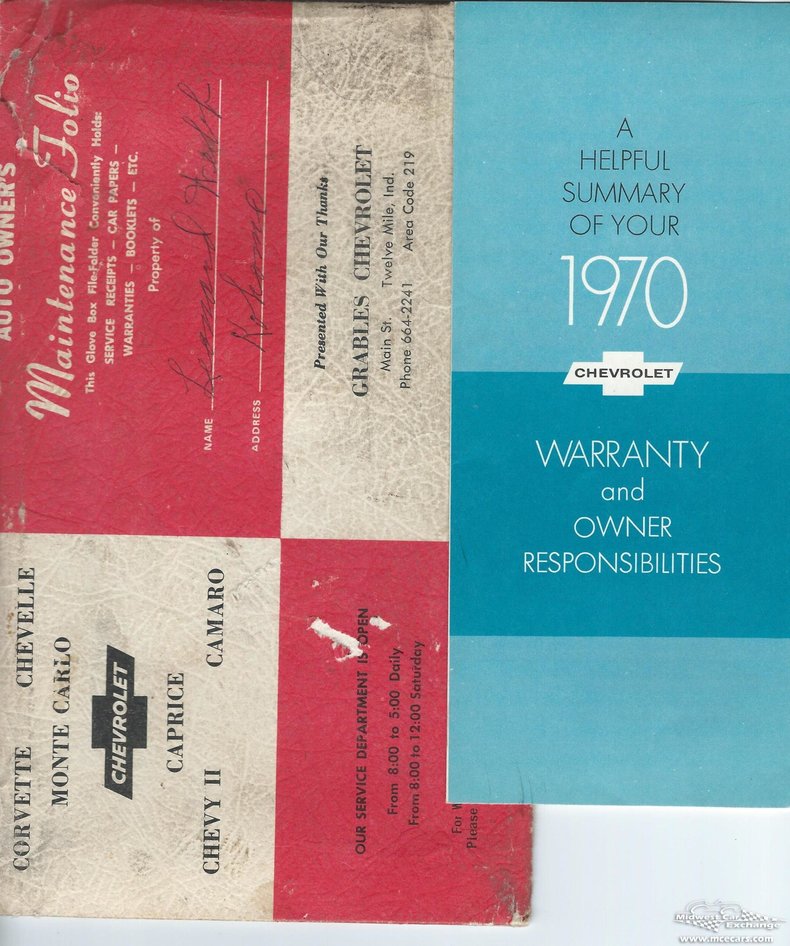 AUTO OWNER'S
Maintenance Folio
This Glove Box File-Folder Conveniently Holds:
SERVICE RECEIPTS — CAR PAPERS —
WARRANTIES — BOOKLETS — ETC.
Property of
NAME
ADDRESS Kokomo
Presented With Our Thanks
GRABLES CHEVROLET
Main St. Twelve Mile, Ind.
Phone 664-2241 Area Code 219
CORVETTE CHEVELLE
MONTE CARLO
CHEVROLET
CAPRICE
CHEVY II CAMARO
OUR SERVICE DEPARTMENT IS OPEN
From 8:00 to 5:00 Daily
From 8:00 to 12:00 Saturday
For
Please
A
HELPFUL
SUMMARY
OF YOUR
1970
CHEVROLET
WARRANTY
and
OWNER
RESPONSIBILITIES
Midwest Car
Exchange
www.mcecars.com